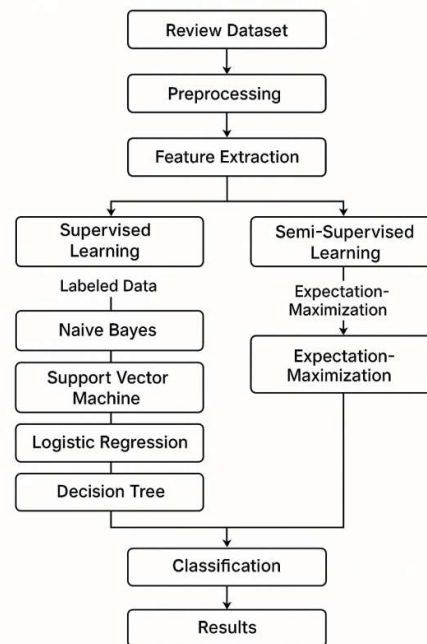 Review Dataset
Preprocessing
Feature Extraction
Supervised
Learning
Labeled Data
Naive Bayes
Support Vector
Machine
Logistic Regression
Decision Tree
Semi-Supervised
Learning
Expectation-
Maximization
Expectation-
Maximization
Classification
Results